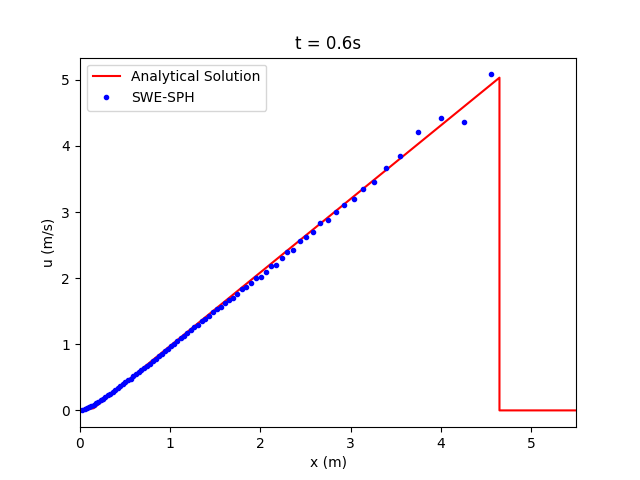 t = 0.6s
Analytical Solution
SWE-SPH
u (m/s)
5
4
3
2
1
0
0 1 2 3 4 5
x (m)